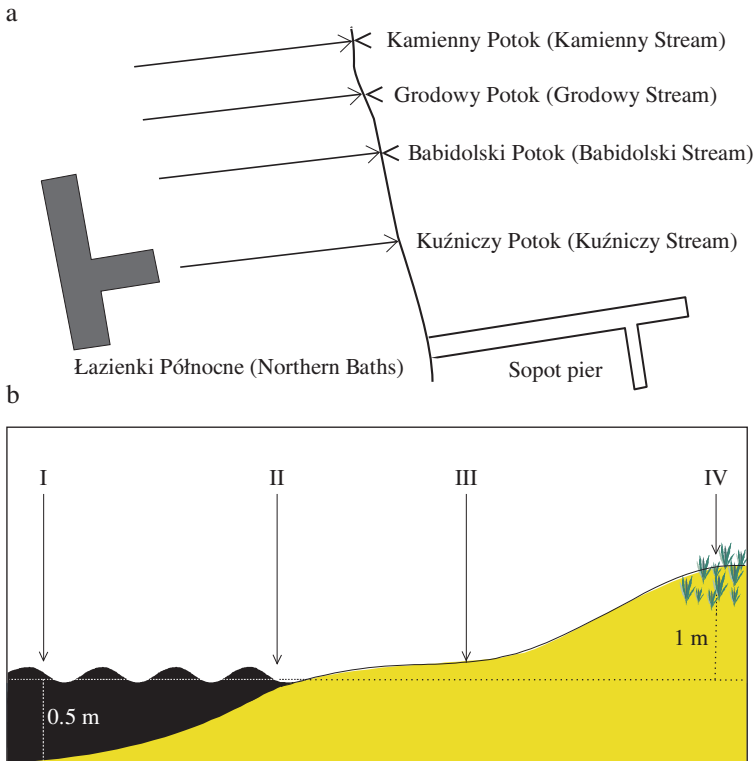 a
Kamienny Potok (Kamienny Stream)
Grodowy Potok (Grodowy Stream)
Babidolski Potok (Babidolski Stream)
Kuźniczy Potok (Kuźniczy Stream)
Łazienki Północne (Northern Baths)
Sopot pier
b
I
II
III
IV
1 m
0.5 m